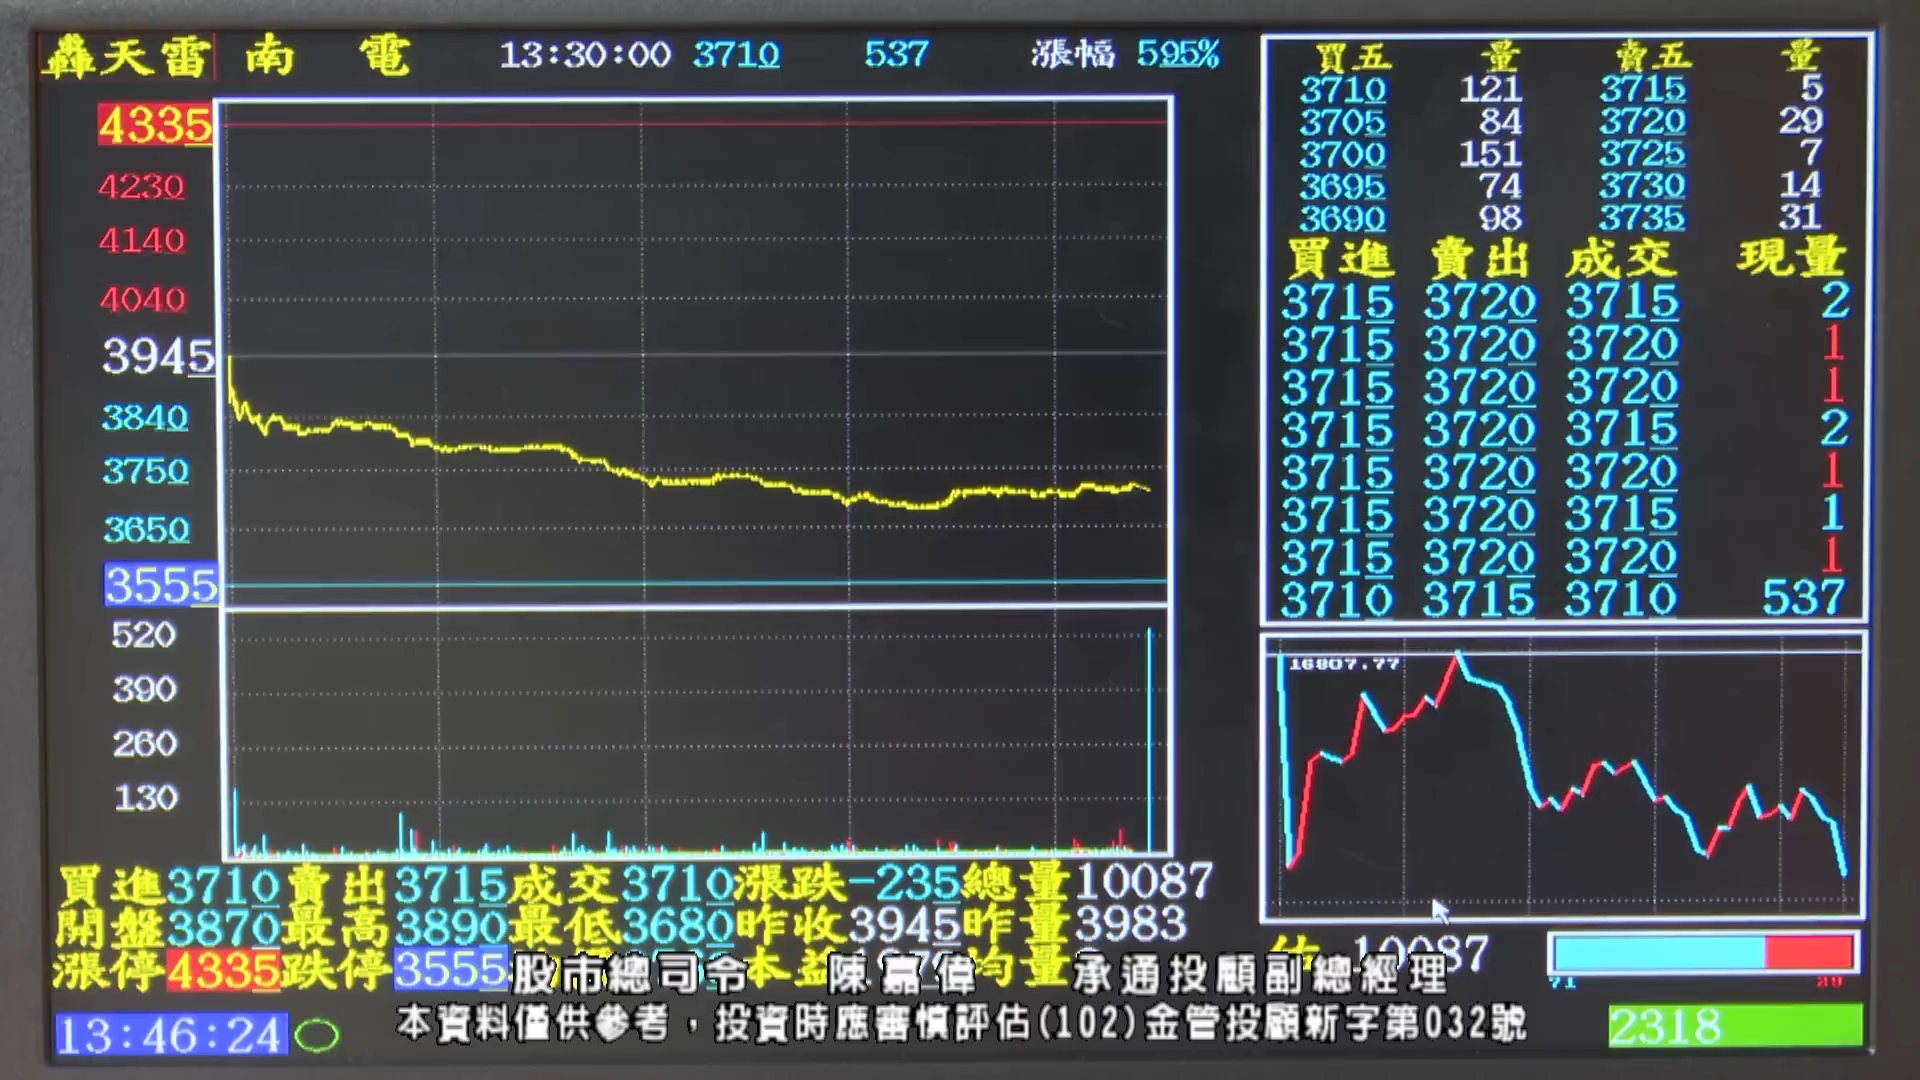 轟天雷 南 電 13:30:00 3710 537 漲幅 595%
4335
4230
4140
4040
3945
3840
3750
3650
3555
520
390
260
130
買五 量 賣五 量
3710 121 3715 5
3705 84 3720 29
3700 151 3725 7
3695 74 3730 14
3690 98 3735 31
買進 賣出 成交 現量
3715 3720 3715 2
3715 3720 3720 1
3715 3720 3720 1
3715 3720 3715 2
3715 3720 3720 1
3715 3720 3715 1
3715 3720 3720 1
3710 3715 3710 537
16807.77
買進3710賣出3715成交3710漲跌-235總量10087
開盤3870最高3890最低3680昨收3945昨量3983
漲停4335跌停3555 本益 均量 估 10087
71 29
股市總司令 陳嘉偉 承通投顧副總經理
本資料僅供參考，投資時應審慎評估(102)金管投顧新字第032號
13:46:24
2318